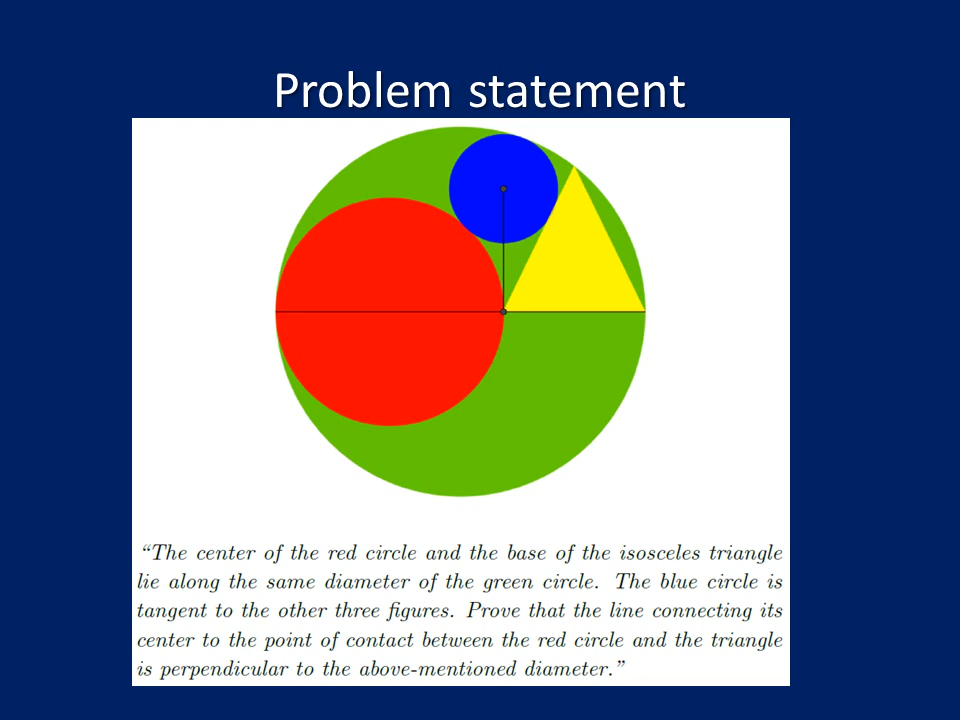 Problem statement
“The center of the red circle and the base of the isosceles triangle
lie along the same diameter of the green circle. The blue circle is
tangent to the other three figures. Prove that the line connecting its
center to the point of contact between the red circle and the triangle
is perpendicular to the above-mentioned diameter.”